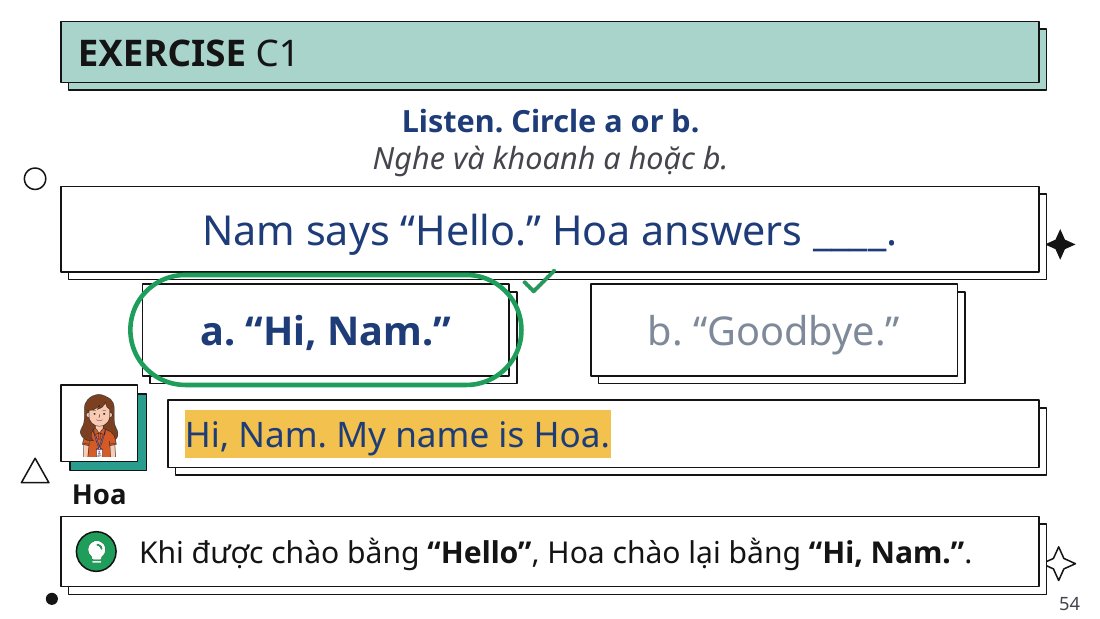 EXERCISE C1
Listen. Circle a or b.
Nghe và khoanh a hoặc b.
Nam says “Hello.” Hoa answers ____.
a. “Hi, Nam.”
b. “Goodbye.”
Hi, Nam. My name is Hoa.
Hoa
Khi được chào bằng “Hello”, Hoa chào lại bằng “Hi, Nam.”.
54